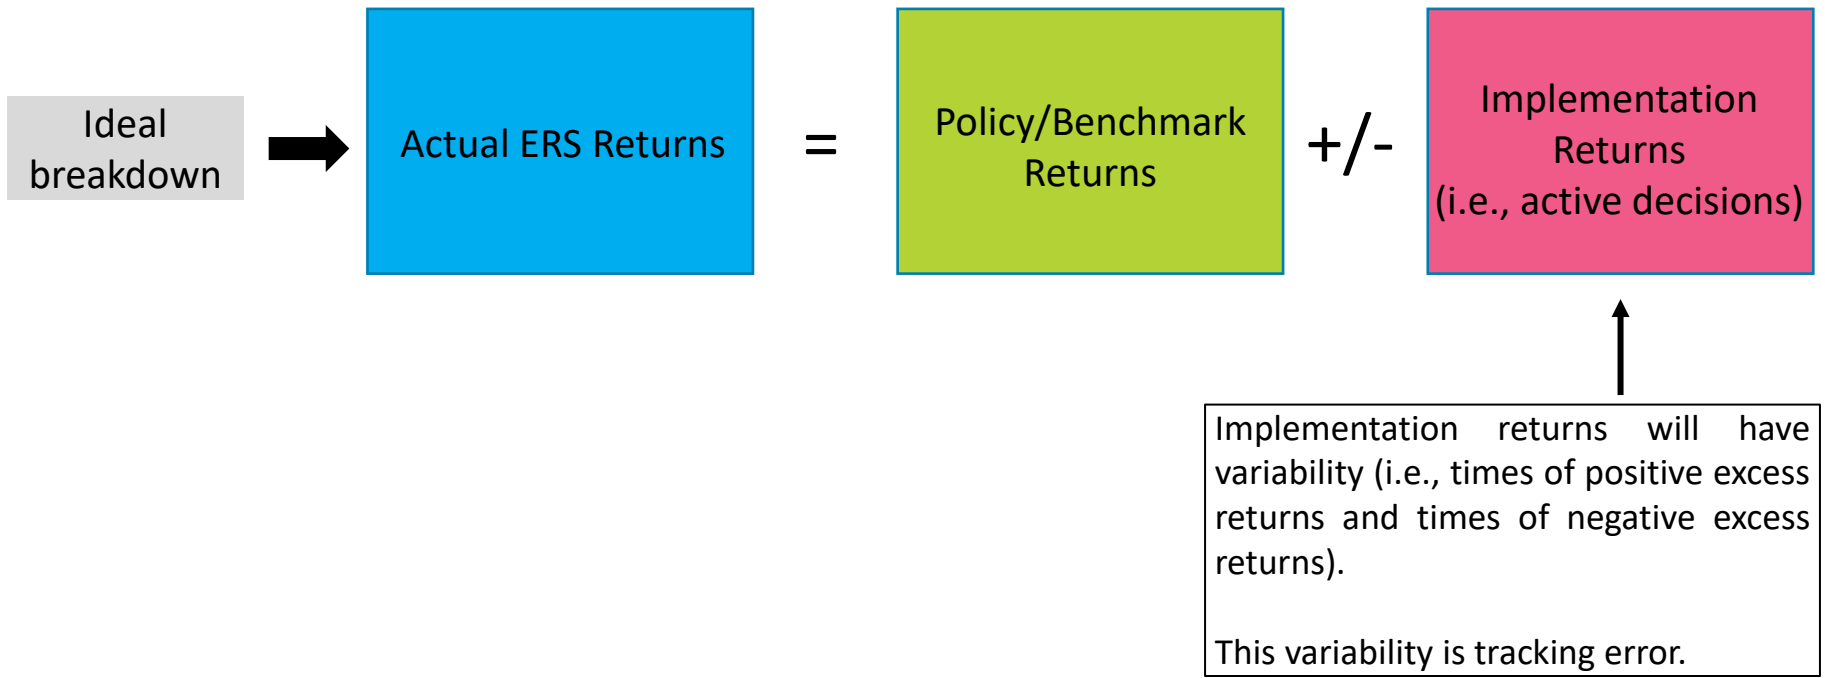 Ideal
breakdown
Actual ERS Returns
=
Policy/Benchmark
Returns
+/-
Implementation
Returns
(i.e., active decisions)
Implementation returns will have
variability (i.e., times of positive excess
returns and times of negative excess
returns).
This variability is tracking error.